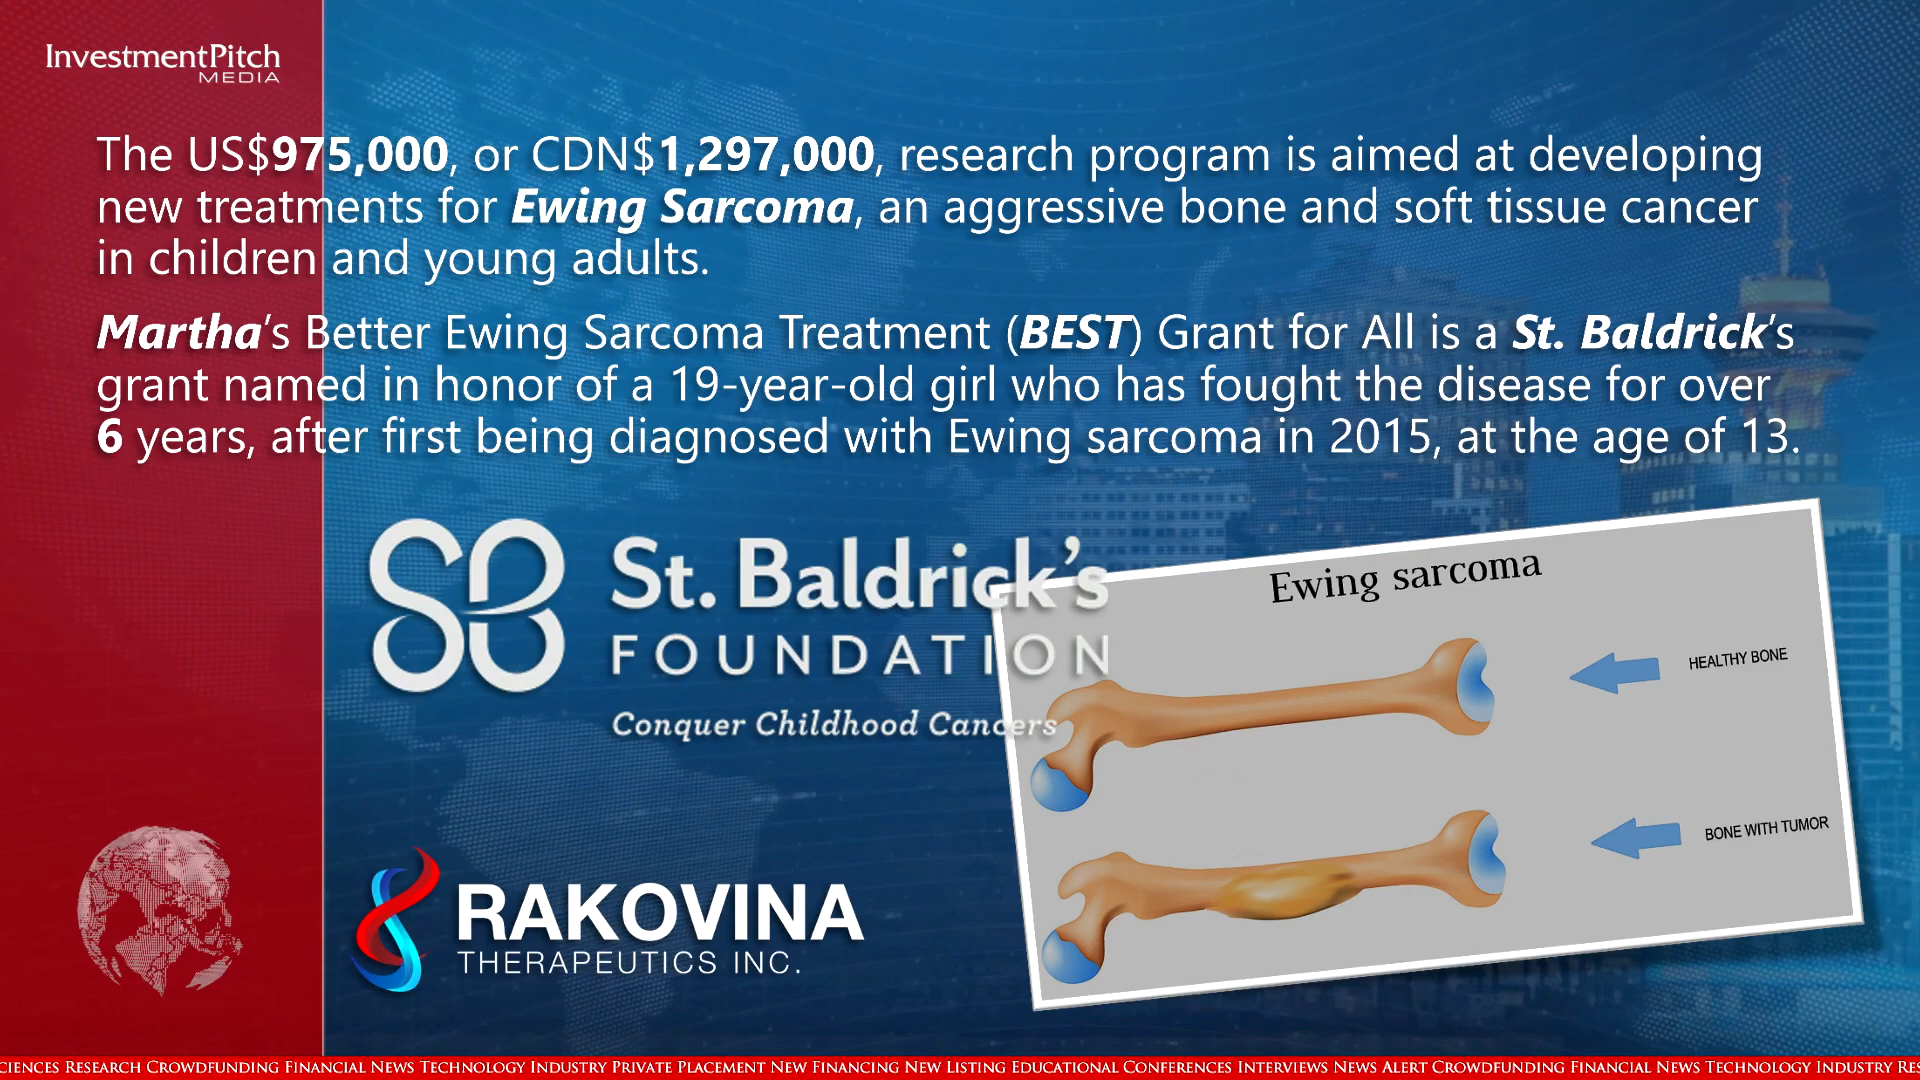 InvestmentPitch
MEDIA
The US$975,000, or CDN$1,297,000, research program is aimed at developing
new treatments for Ewing Sarcoma, an aggressive bone and soft tissue cancer
in children and young adults.
Martha's Better Ewing Sarcoma Treatment (BEST) Grant for All is a St. Baldrick's
grant named in honor of a 19-year-old girl who has fought the disease for over
6 years, after first being diagnosed with Ewing sarcoma in 2015, at the age of 13.
SB
St. Baldrick's
FOUNDATION
Conquer Childhood Cancers
Ewing sarcoma
HEALTHY BONE
BONE WITH TUMOR
RAKOVINA
THERAPEUTICS INC.
CIENCES RESEARCH CROWDFUNDING FINANCIAL NEWS TECHNOLOGY INDUSTRY PRIVATE PLACEMENT NEW FINANCING NEW LISTING EDUCATIONAL CONFERENCES INTERVIEWS NEWS ALERT CROWDFUNDING FINANCIAL NEWS TECHNOLOGY INDUSTRY RES